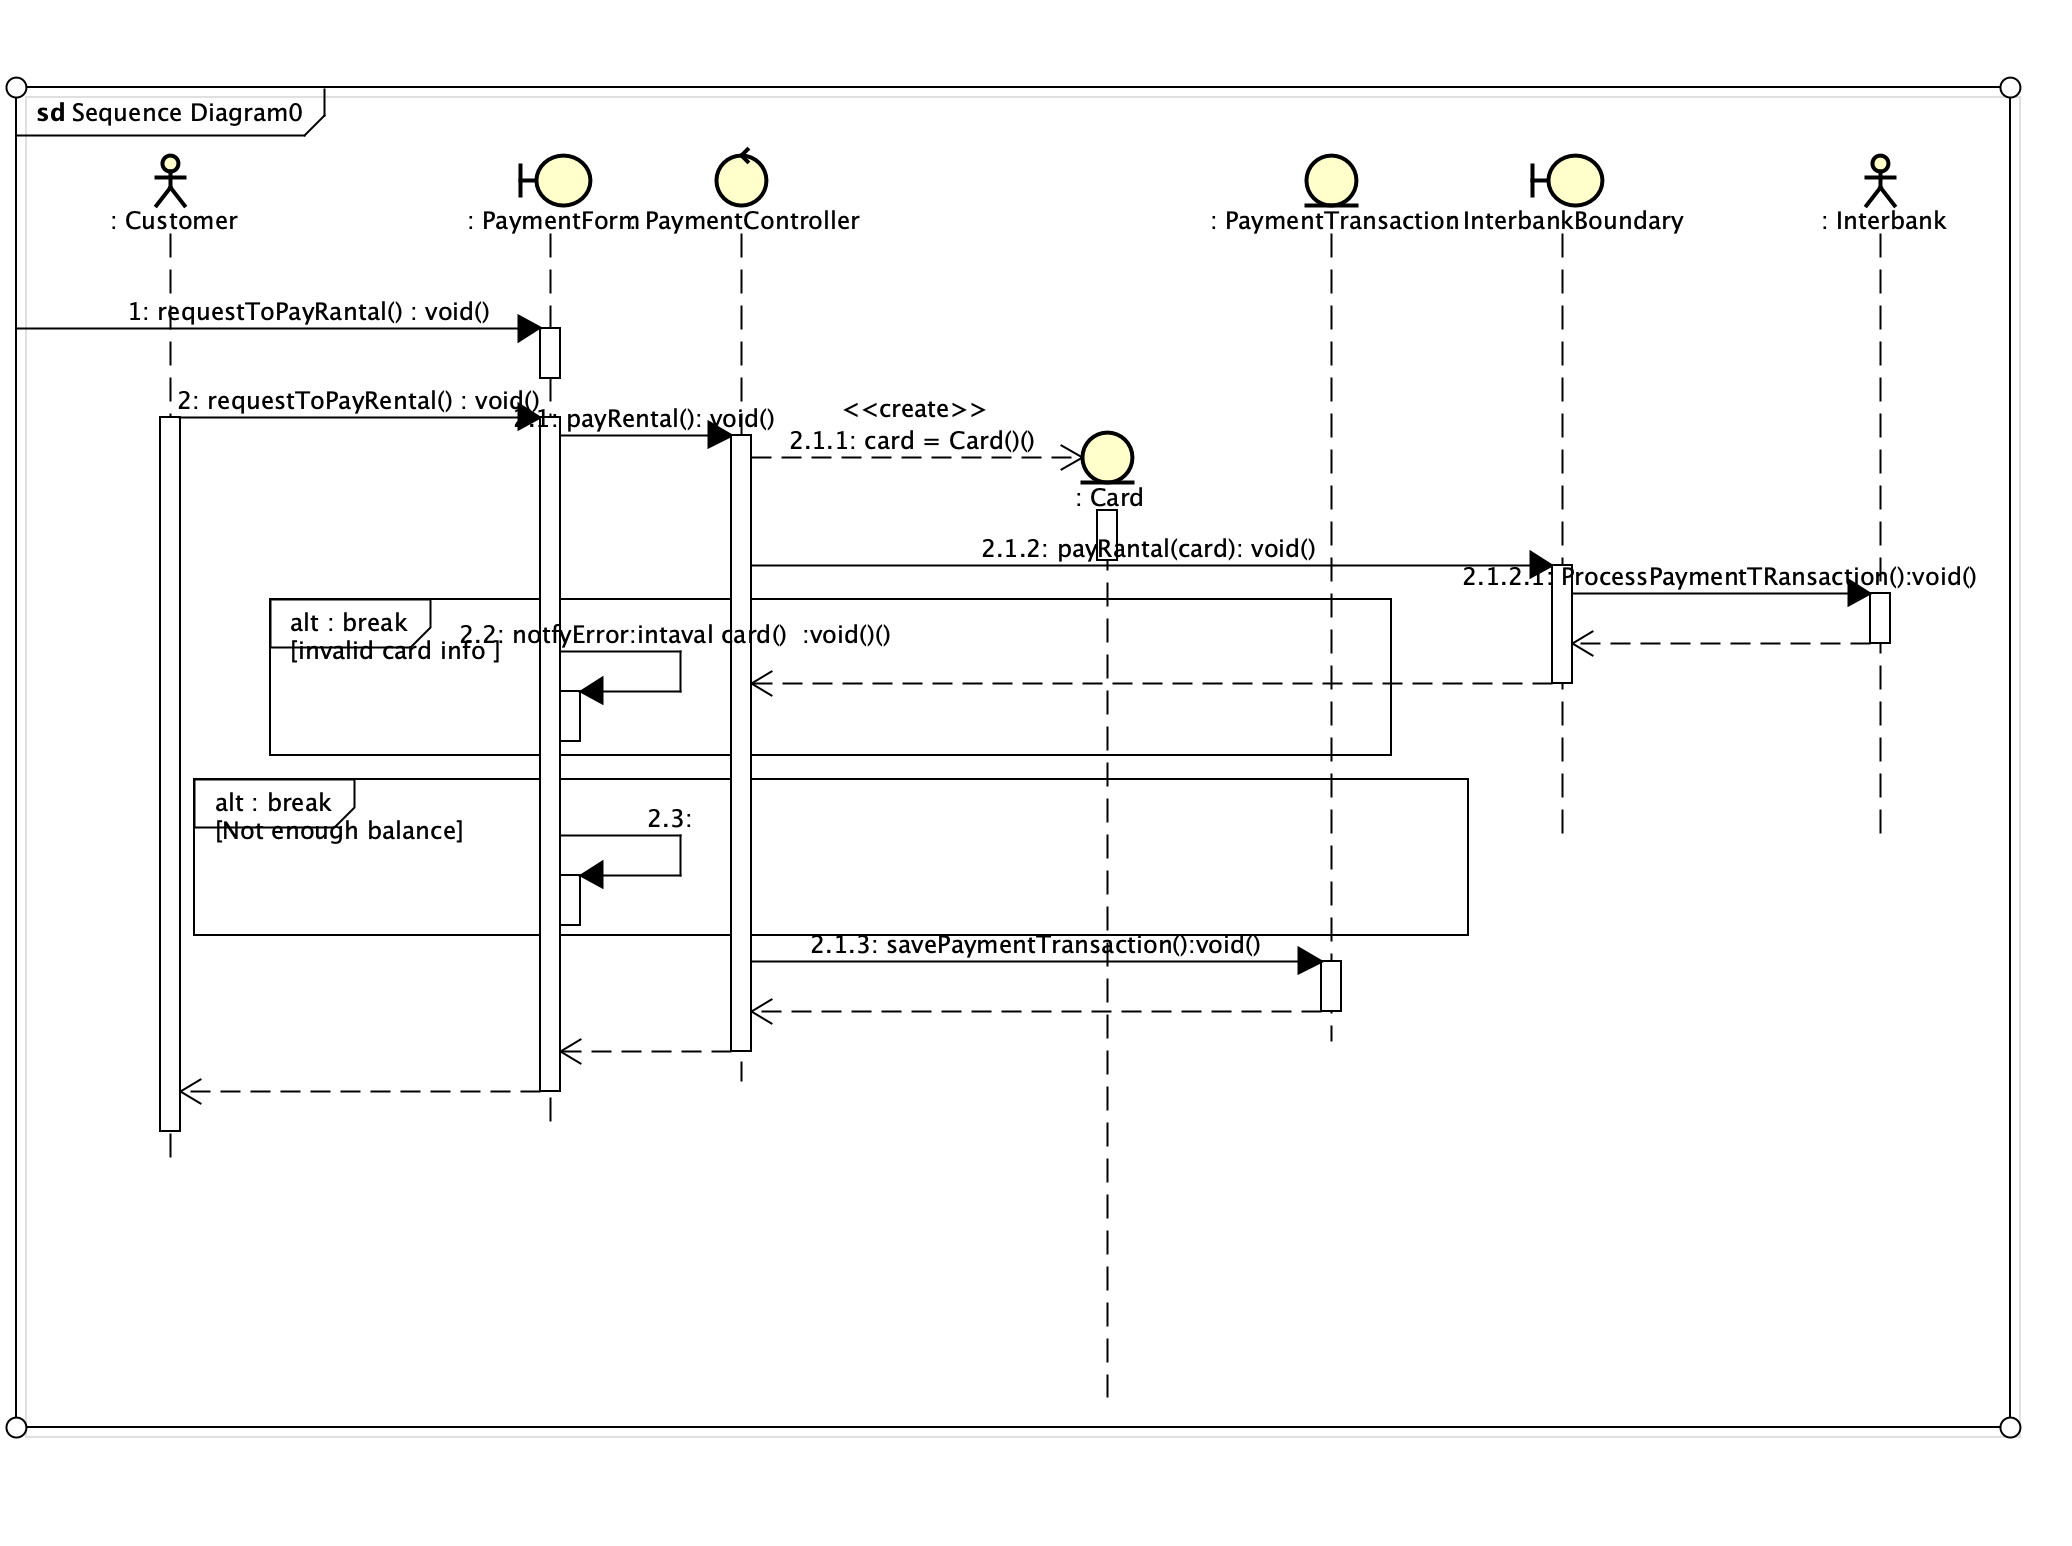 sd Sequence Diagram0
: Customer
: PaymentForm
: PaymentController
: PaymentTransaction
: InterbankBoundary
: Interbank
1: requestToPayRantal() : void()
2: requestToPayRental() : void()
2.1: payRental(): void()
<<create>>
2.1.1: card = Card()()
: Card
2.1.2: payRantal(card): void()
2.1.2.1: ProcessPaymentTRansaction():void()
alt : break
[invalid card info ]
2.2: notfyError:intaval card()  :void()()
alt : break
[Not enough balance]
2.3:
2.1.3: savePaymentTransaction():void()